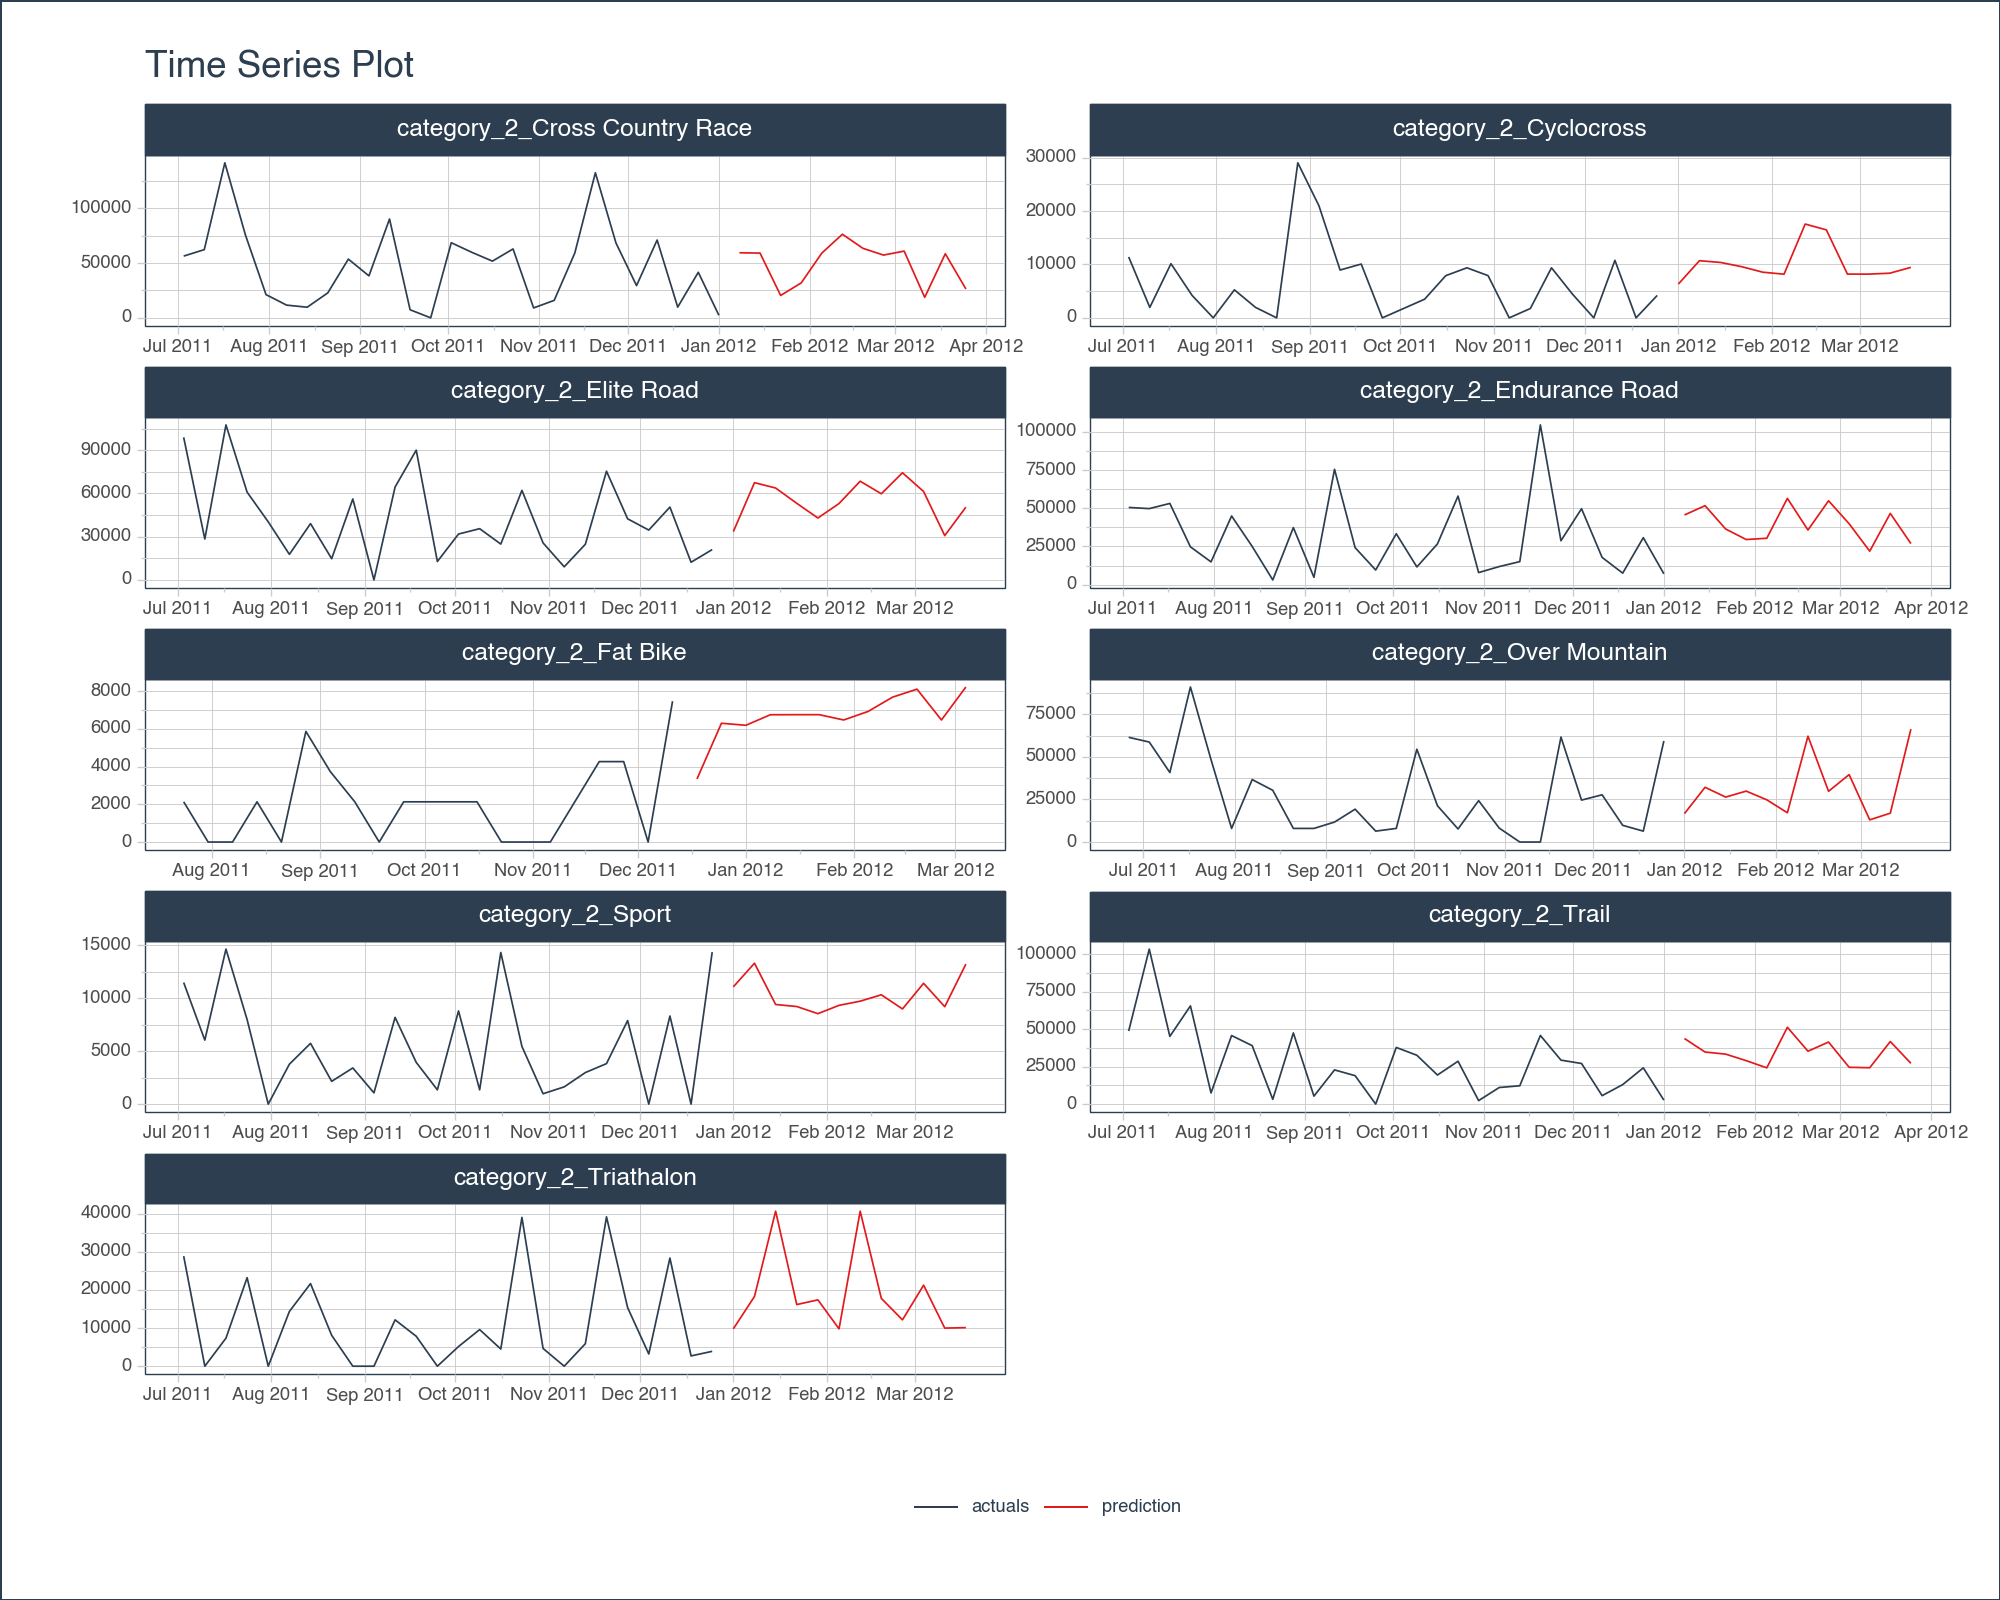 Time Series Plot
category_2_Cross Country Race
100000
50000
0
Jul 2011 Aug 2011 Sep 2011 Oct 2011 Nov 2011 Dec 2011 Jan 2012 Feb 2012 Mar 2012 Apr 2012
category_2_Cyclocross
30000
20000
10000
0
Jul 2011 Aug 2011 Sep 2011 Oct 2011 Nov 2011 Dec 2011 Jan 2012 Feb 2012 Mar 2012
category_2_Elite Road
90000
60000
30000
0
Jul 2011 Aug 2011 Sep 2011 Oct 2011 Nov 2011 Dec 2011 Jan 2012 Feb 2012 Mar 2012
category_2_Endurance Road
100000
75000
50000
25000
0
Jul 2011 Aug 2011 Sep 2011 Oct 2011 Nov 2011 Dec 2011 Jan 2012 Feb 2012 Mar 2012 Apr 2012
category_2_Fat Bike
8000
6000
4000
2000
0
Aug 2011 Sep 2011 Oct 2011 Nov 2011 Dec 2011 Jan 2012 Feb 2012 Mar 2012
category_2_Over Mountain
75000
50000
25000
0
Jul 2011 Aug 2011 Sep 2011 Oct 2011 Nov 2011 Dec 2011 Jan 2012 Feb 2012 Mar 2012
category_2_Sport
15000
10000
5000
0
Jul 2011 Aug 2011 Sep 2011 Oct 2011 Nov 2011 Dec 2011 Jan 2012 Feb 2012 Mar 2012
category_2_Trail
100000
75000
50000
25000
0
Jul 2011 Aug 2011 Sep 2011 Oct 2011 Nov 2011 Dec 2011 Jan 2012 Feb 2012 Mar 2012 Apr 2012
category_2_Triathalon
40000
30000
20000
10000
0
Jul 2011 Aug 2011 Sep 2011 Oct 2011 Nov 2011 Dec 2011 Jan 2012 Feb 2012 Mar 2012
actuals prediction